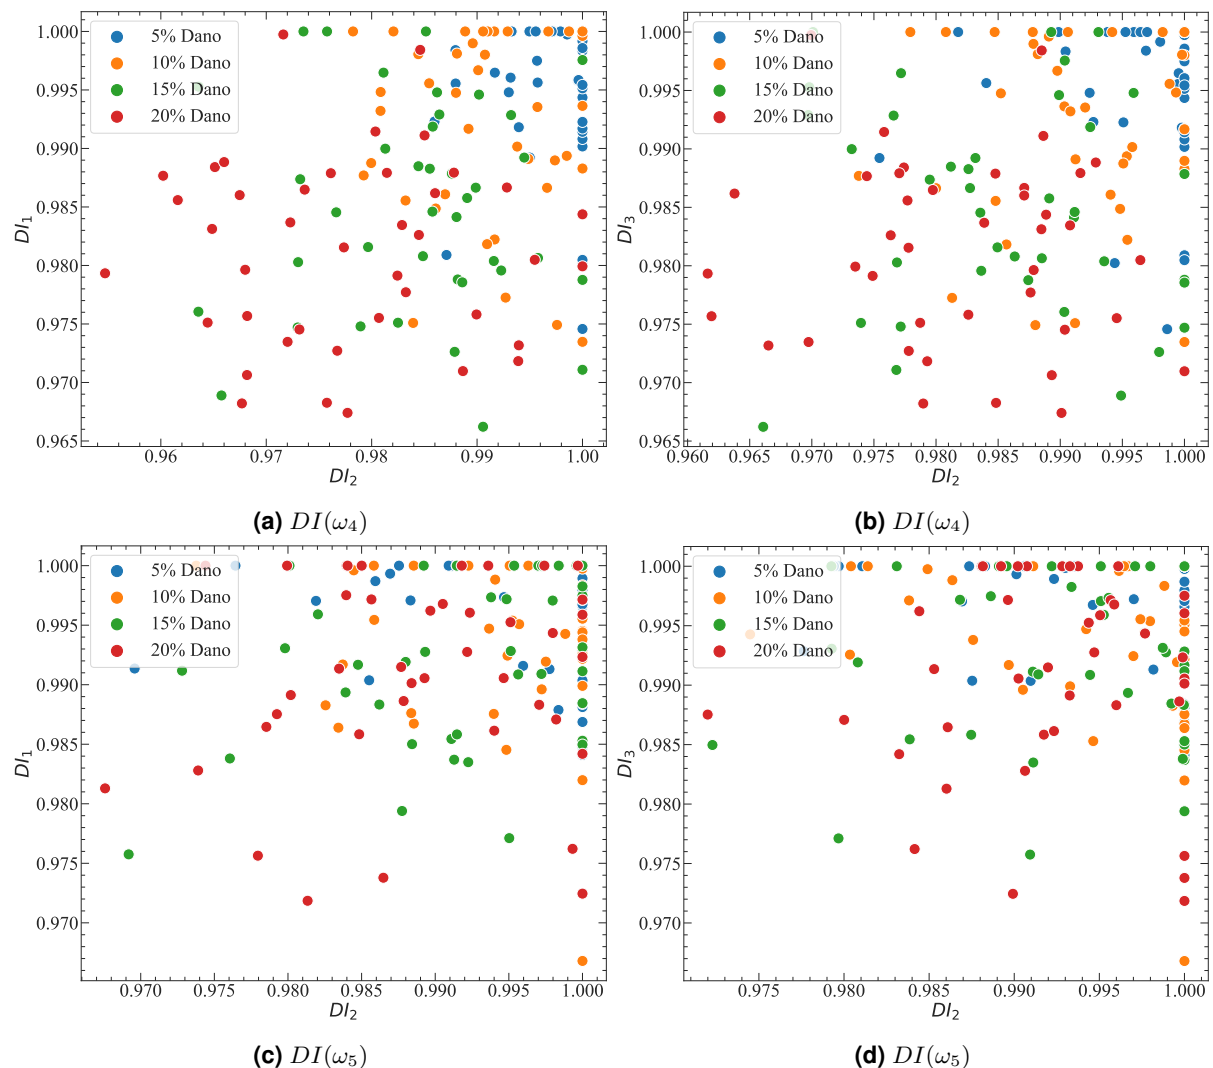 1.000
0.995
0.990
0.985
0.980
0.975
0.970
0.965
DI₁
5% Dano
10% Dano
15% Dano
20% Dano
0.96 0.97 0.98 0.99 1.00
DI₂
(a) DI(ω₄)
1.000
0.995
0.990
0.985
0.980
0.975
0.970
0.965
DI₃
5% Dano
10% Dano
15% Dano
20% Dano
0.960 0.965 0.970 0.975 0.980 0.985 0.990 0.995 1.000
DI₂
(b) DI(ω₄)
1.000
0.995
0.990
0.985
0.980
0.975
0.970
DI₁
5% Dano
10% Dano
15% Dano
20% Dano
0.970 0.975 0.980 0.985 0.990 0.995 1.000
DI₂
(c) DI(ω₅)
1.000
0.995
0.990
0.985
0.980
0.975
0.970
DI₃
5% Dano
10% Dano
15% Dano
20% Dano
0.975 0.980 0.985 0.990 0.995 1.000
DI₂
(d) DI(ω₅)